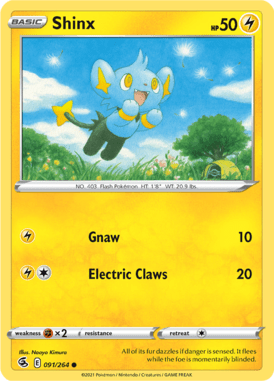 BASIC Shinx HP 50
NO. 403 Flash Pokémon HT: 1'8" WT: 20.9 lbs.
Gnaw 10
Electric Claws 20
weakness ×2 resistance retreat
Illus. Naoyo Kimura
All of its fur dazzles if danger is sensed. It flees
while the foe is momentarily blinded.
E 091/264
©2021 Pokémon / Nintendo / Creatures / GAME FREAK